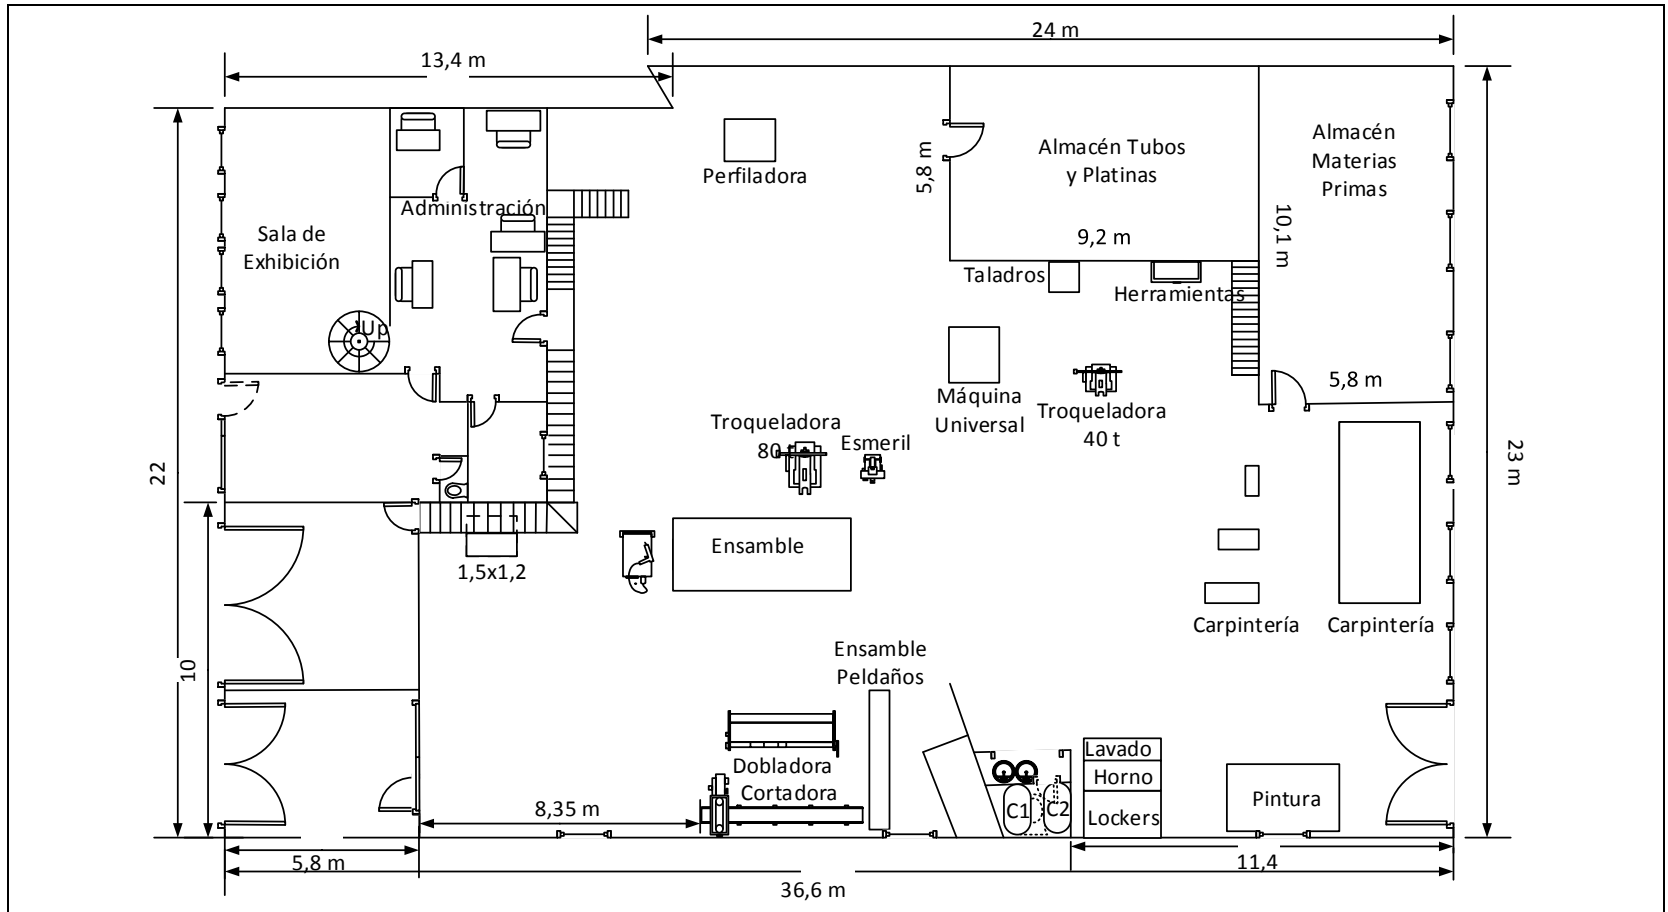 24 m
13,4 m
Almacén
Materias
Primas
Almacén Tubos
y Platinas
5,8 m
Perfiladora
Administración
Sala de
Exhibición
10,1 m
9,2 m
Taladros
Herramientas
Up
5,8 m
Máquina
Universal
Troqueladora
40 t
Troqueladora
80 t
Esmeril
22
23 m
Ensamble
1,5x1,2
Carpintería
Carpintería
10
Ensamble
Peldaños
Lavado
Horno
Lockers
Dobladora
Cortadora
C1
C2
Pintura
8,35 m
5,8 m
11,4
36,6 m